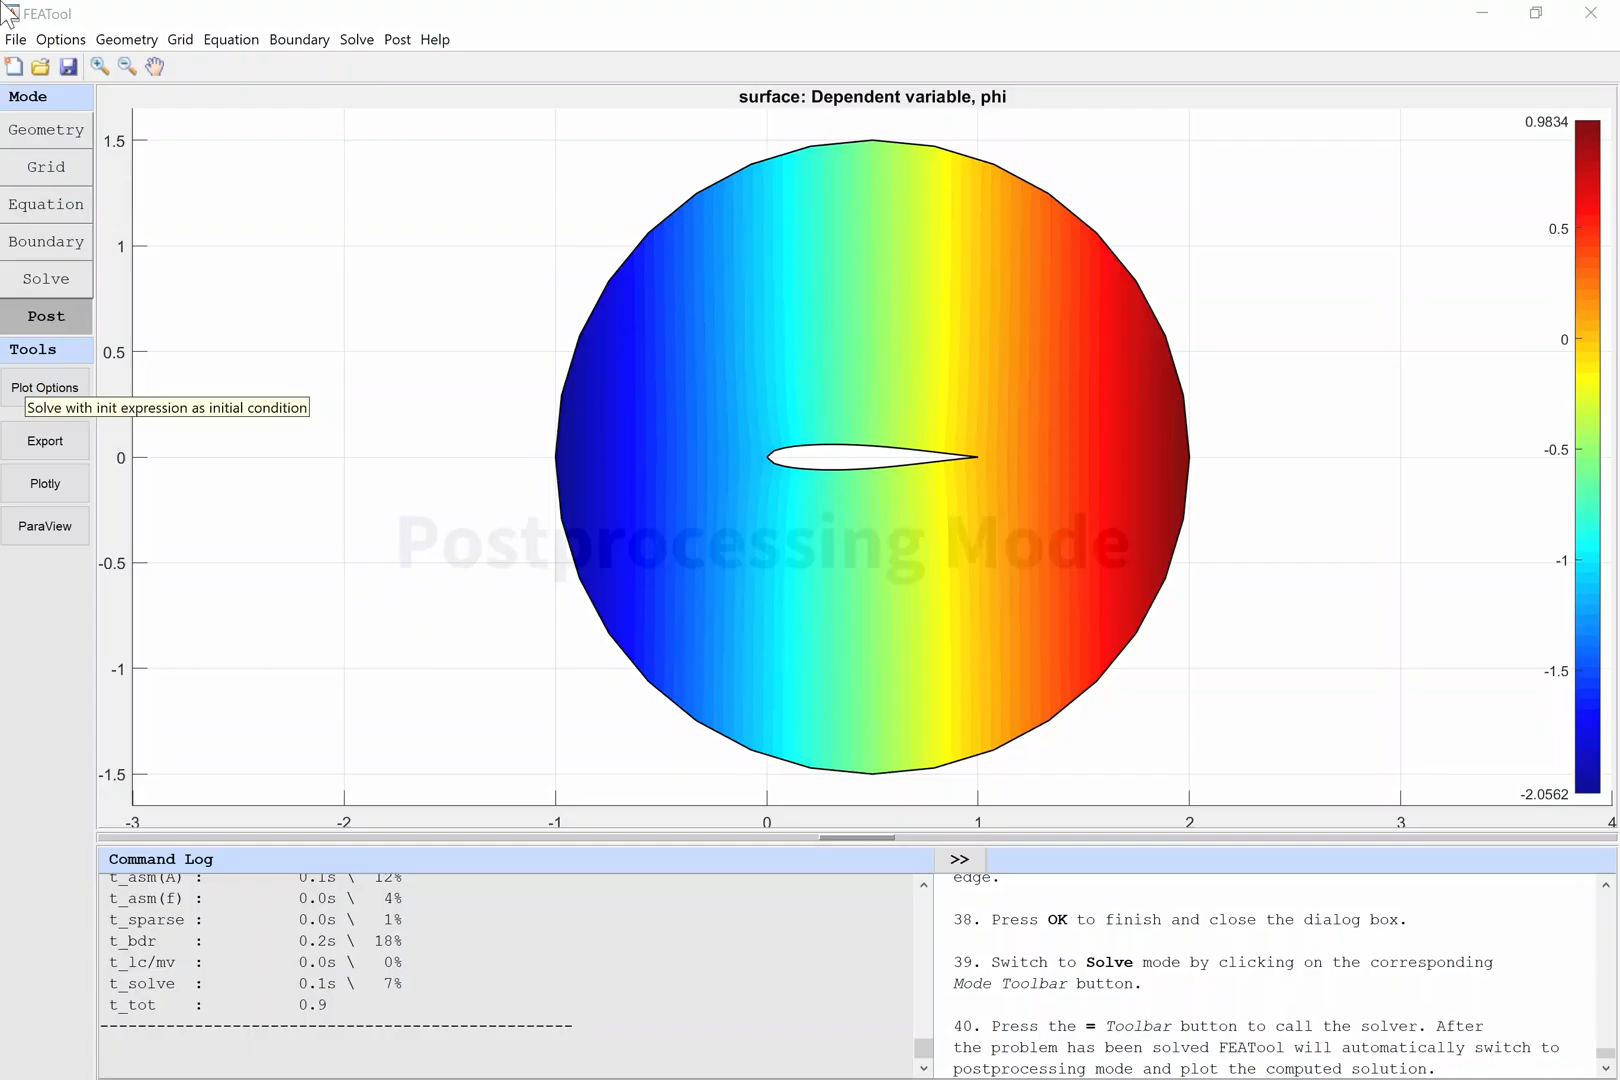 FEATool
File Options Geometry Grid Equation Boundary Solve Post Help
Mode
Geometry
Grid
Equation
Boundary
Solve
Post
Tools
Plot Options
Solve with init expression as initial condition
Export
Plotly
ParaView
surface: Dependent variable, phi
1.5
1
0.5
0
-0.5
-1
-1.5
-3 -2 -1 0 1 2 3 4
0.9834
0.5
0
-0.5
-1
-1.5
-2.0562
Postprocessing Mode
Command Log
t_asm(A) : 0.1s \ 12%
t_asm(f) : 0.0s \ 4%
t_sparse : 0.0s \ 1%
t_bdr : 0.2s \ 18%
t_lc/mv : 0.0s \ 0%
t_solve : 0.1s \ 7%
t_tot : 0.9
-----------------------------------------------
>>
edge.
38. Press OK to finish and close the dialog box.
39. Switch to Solve mode by clicking on the corresponding
Mode Toolbar button.
40. Press the = Toolbar button to call the solver. After
the problem has been solved FEATool will automatically switch to
postprocessing mode and plot the computed solution.